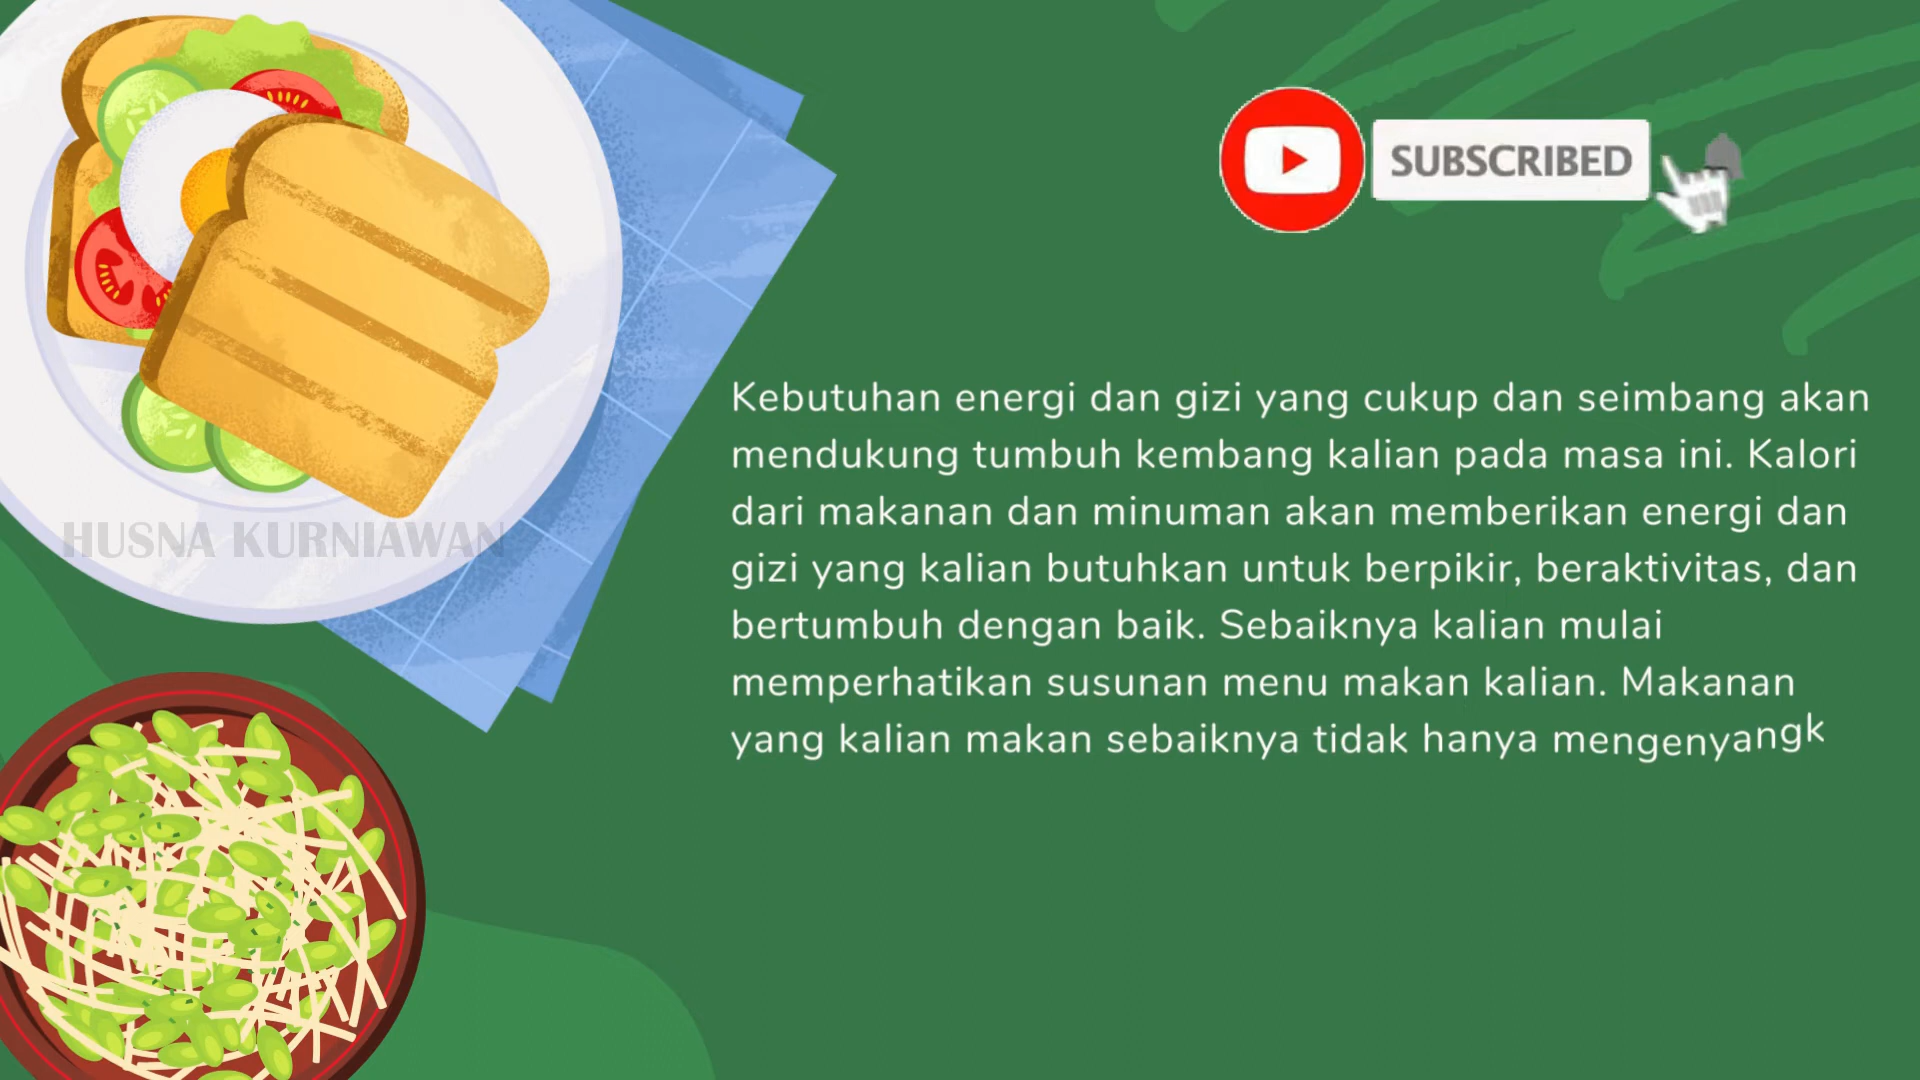 SUBSCRIBED
Kebutuhan energi dan gizi yang cukup dan seimbang akan
mendukung tumbuh kembang kalian pada masa ini. Kalori
dari makanan dan minuman akan memberikan energi dan
gizi yang kalian butuhkan untuk berpikir, beraktivitas, dan
bertumbuh dengan baik. Sebaiknya kalian mulai
memperhatikan susunan menu makan kalian. Makanan
yang kalian makan sebaiknya tidak hanya mengenyangk
HUSNA KURNIAWAN